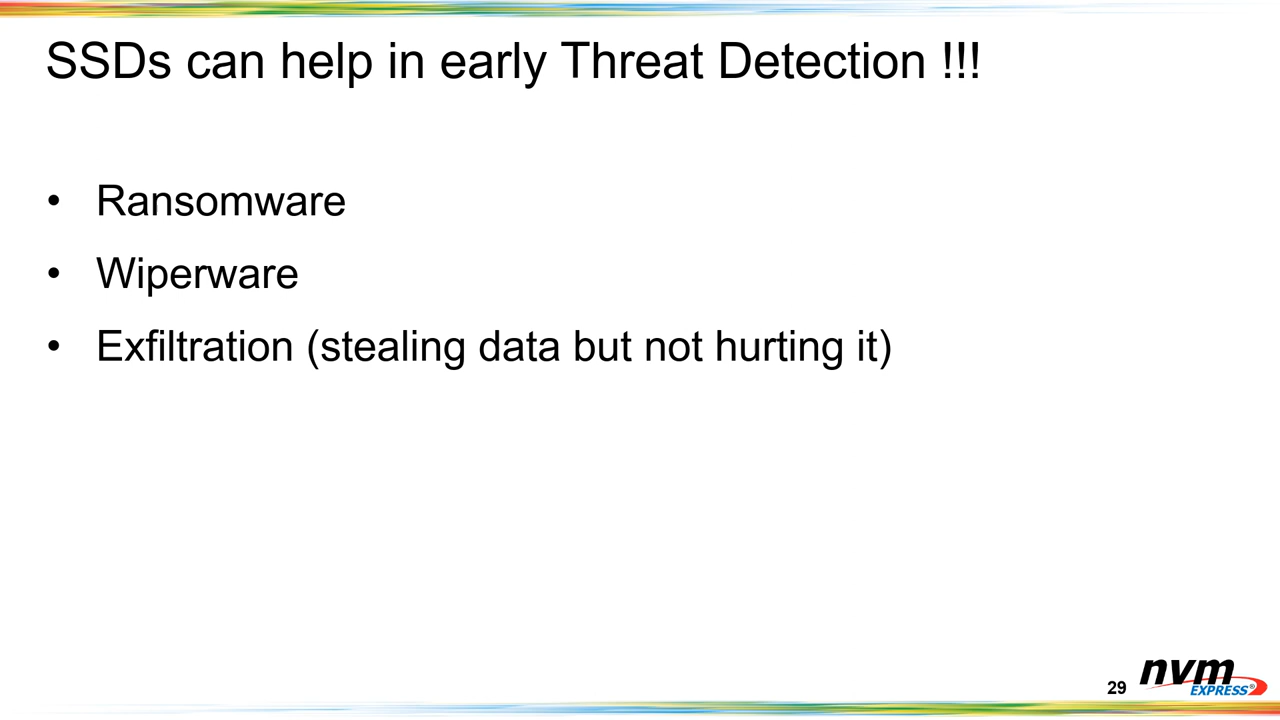 SSDs can help in early Threat Detection !!!
• Ransomware
• Wiperware
• Exfiltration (stealing data but not hurting it)
29
nvm
EXPRESS®